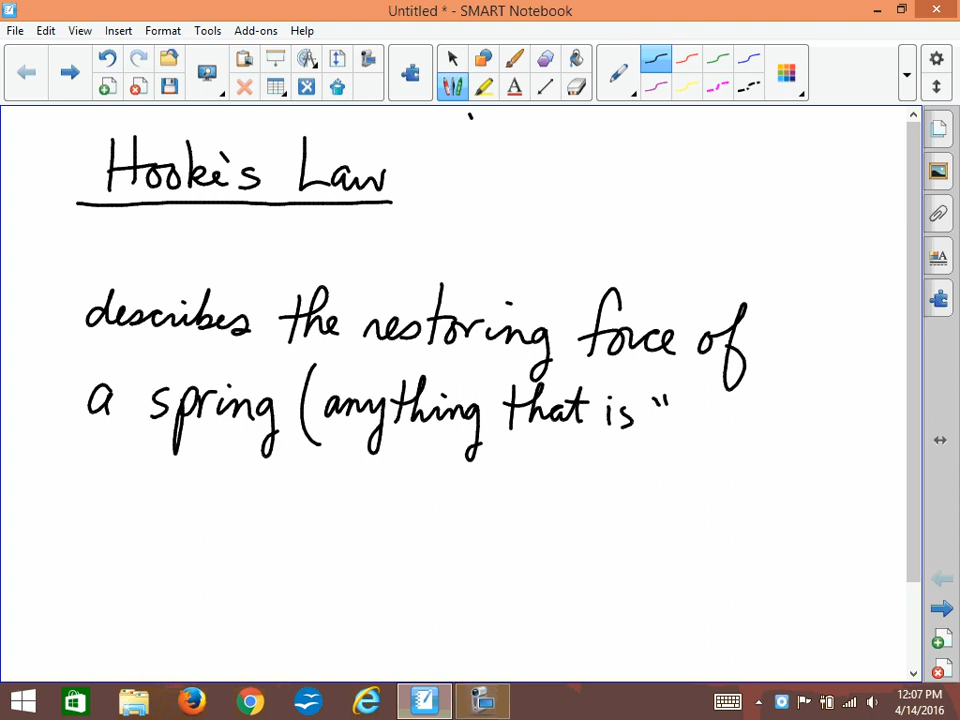 Untitled * - SMART Notebook
File Edit View Insert Format Tools Add-ons Help
Hooke's Law
describes the restoring force of
a spring (anything that is "
12:07 PM
4/14/2016